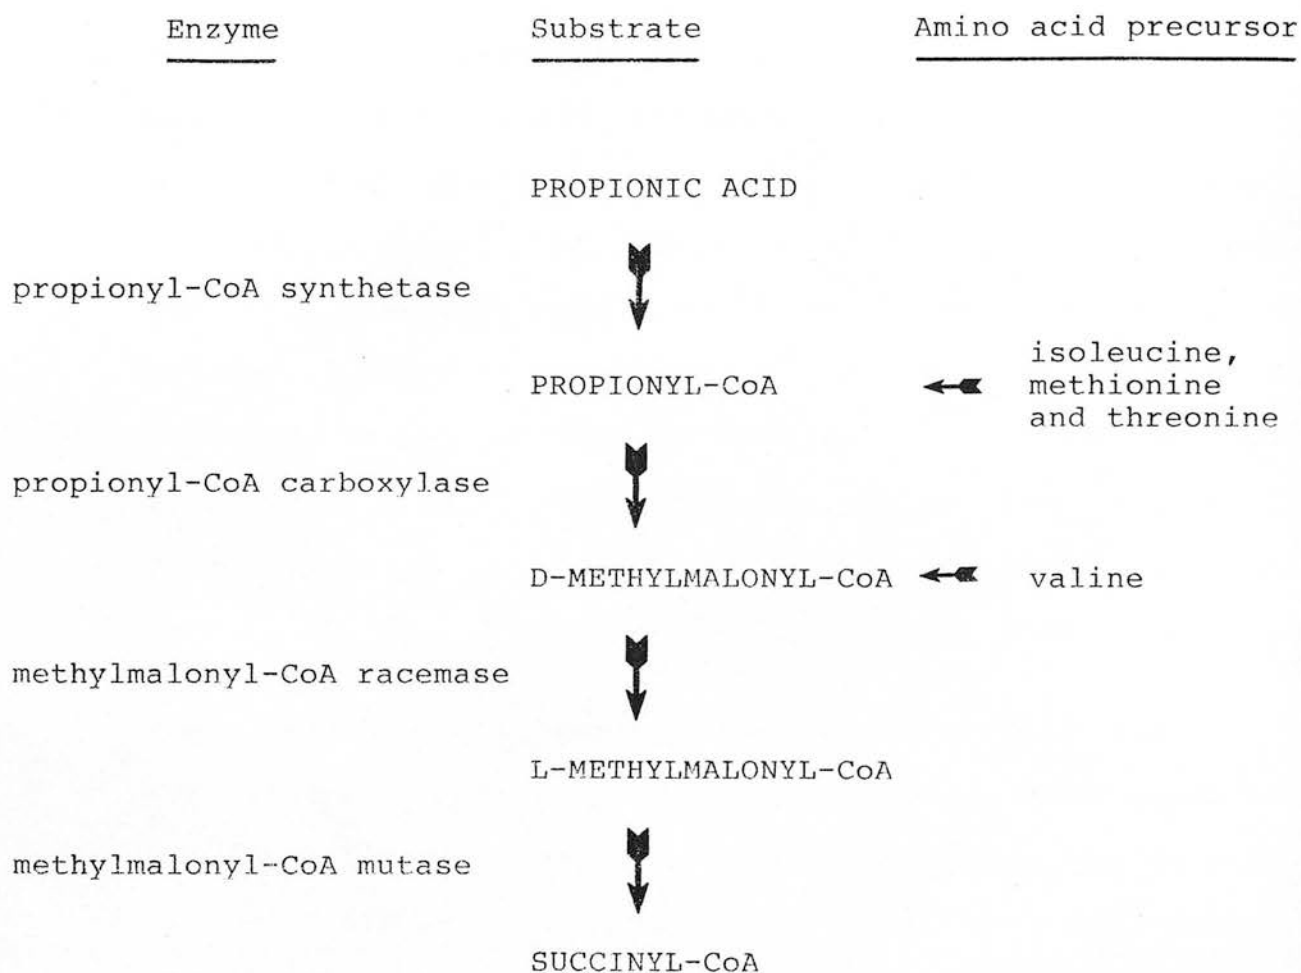 Enzyme Substrate Amino acid precursor
PROPIONIC ACID
propionyl-CoA synthetase
isoleucine,
PROPIONYL-CoA methionine
and threonine
propionyl-CoA carboxylase
D-METHYLMALONYL-CoA valine
methylmalonyl-CoA racemase
L-METHYLMALONYL-CoA
methylmalonyl-CoA mutase
SUCCINYL-CoA